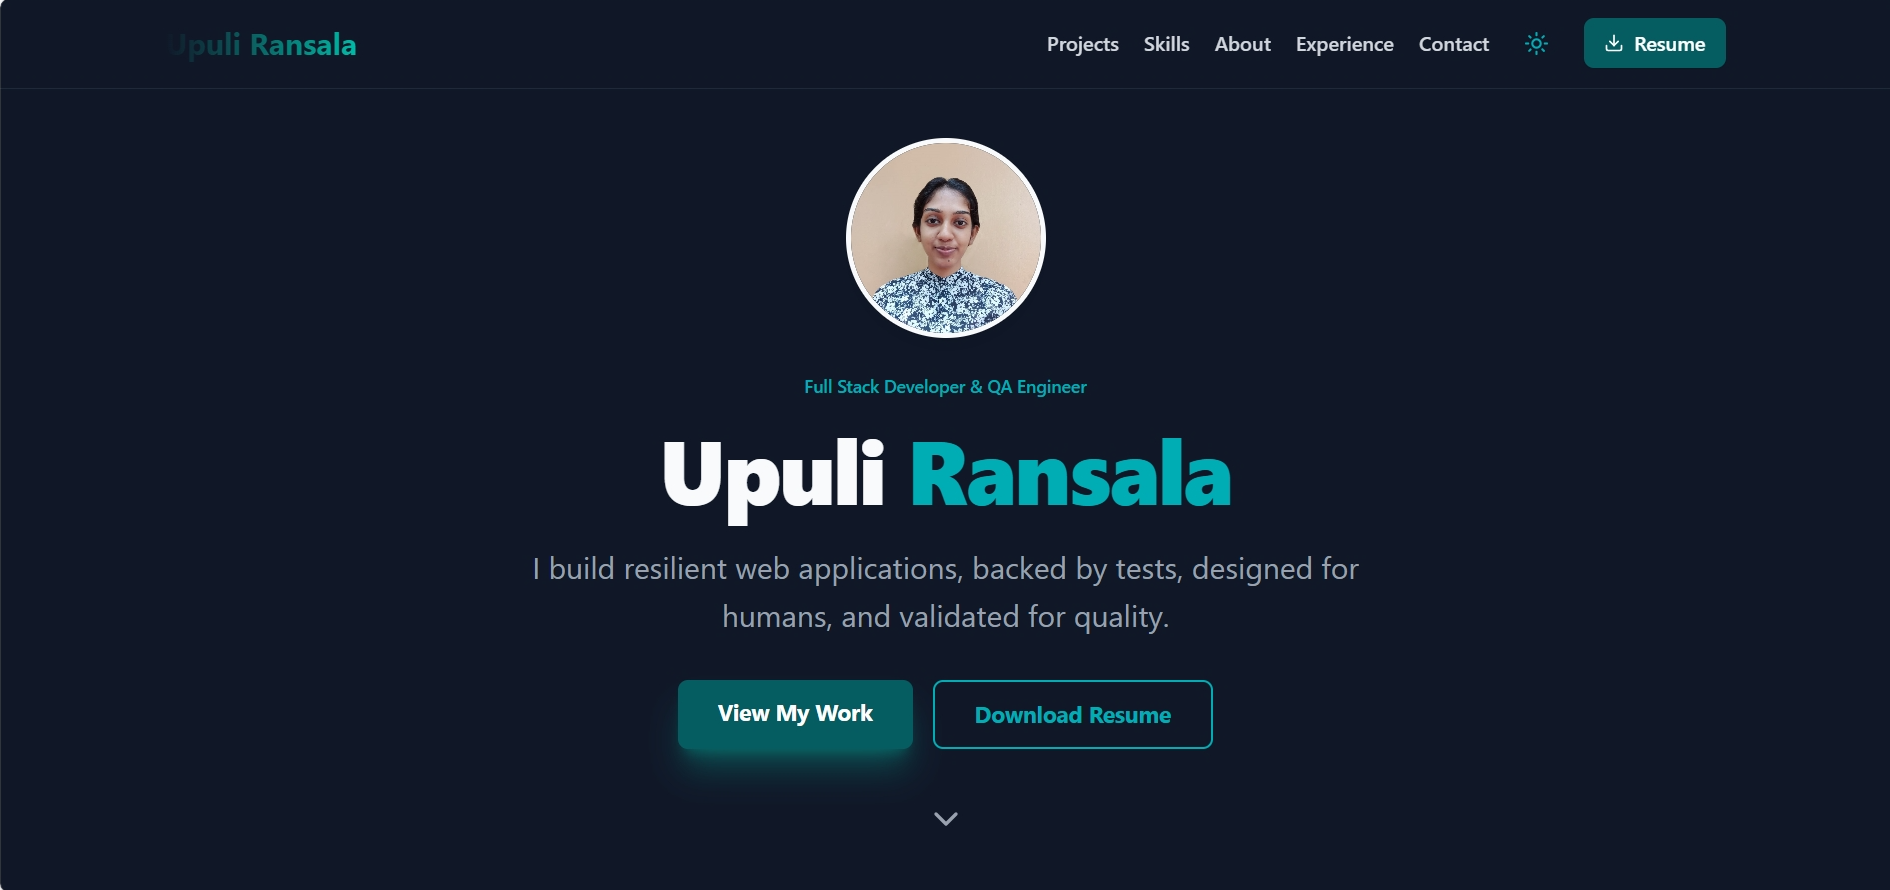 Upuli Ransala
Projects Skills About Experience Contact Resume
Full Stack Developer & QA Engineer
Upuli Ransala
I build resilient web applications, backed by tests, designed for
humans, and validated for quality.
View My Work Download Resume